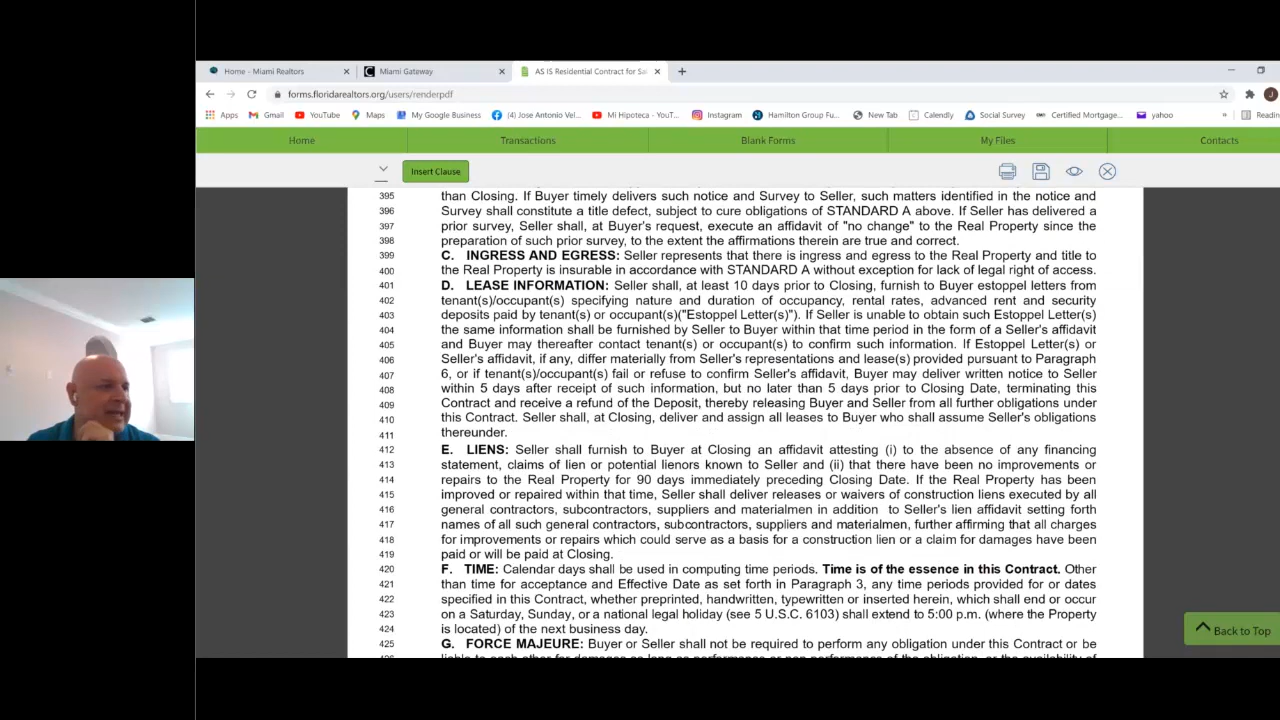 Home - Miami Realtors
Miami Gateway
AS IS Residential Contract for Sa
forms.floridarealtors.org/users/renderpdf
J
Apps Gmail YouTube Maps My Google Business (4) Jose Antonio Vel... Mi Hipoteca - YouT... Instagram Hamilton Group Fu... New Tab Calendly Social Survey Certified Mortgage... yahoo » Readin
Home Transactions Blank Forms My Files Contacts
Insert Clause
395 than Closing. If Buyer timely delivers such notice and Survey to Seller, such matters identified in the notice and
396 Survey shall constitute a title defect, subject to cure obligations of STANDARD A above. If Seller has delivered a
397 prior survey, Seller shall, at Buyer's request, execute an affidavit of "no change" to the Real Property since the
398 preparation of such prior survey, to the extent the affirmations therein are true and correct.
399 C. INGRESS AND EGRESS: Seller represents that there is ingress and egress to the Real Property and title to
400 the Real Property is insurable in accordance with STANDARD A without exception for lack of legal right of access.
401 D. LEASE INFORMATION: Seller shall, at least 10 days prior to Closing, furnish to Buyer estoppel letters from
402 tenant(s)/occupant(s) specifying nature and duration of occupancy, rental rates, advanced rent and security
403 deposits paid by tenant(s) or occupant(s)("Estoppel Letter(s)"). If Seller is unable to obtain such Estoppel Letter(s)
404 the same information shall be furnished by Seller to Buyer within that time period in the form of a Seller's affidavit
405 and Buyer may thereafter contact tenant(s) or occupant(s) to confirm such information. If Estoppel Letter(s) or
406 Seller's affidavit, if any, differ materially from Seller's representations and lease(s) provided pursuant to Paragraph
407 6, or if tenant(s)/occupant(s) fail or refuse to confirm Seller's affidavit, Buyer may deliver written notice to Seller
408 within 5 days after receipt of such information, but no later than 5 days prior to Closing Date, terminating this
409 Contract and receive a refund of the Deposit, thereby releasing Buyer and Seller from all further obligations under
410 this Contract. Seller shall, at Closing, deliver and assign all leases to Buyer who shall assume Seller's obligations
411 thereunder.
412 E. LIENS: Seller shall furnish to Buyer at Closing an affidavit attesting (i) to the absence of any financing
413 statement, claims of lien or potential lienors known to Seller and (ii) that there have been no improvements or
414 repairs to the Real Property for 90 days immediately preceding Closing Date. If the Real Property has been
415 improved or repaired within that time, Seller shall deliver releases or waivers of construction liens executed by all
416 general contractors, subcontractors, suppliers and materialmen in addition to Seller's lien affidavit setting forth
417 names of all such general contractors, subcontractors, suppliers and materialmen, further affirming that all charges
418 for improvements or repairs which could serve as a basis for a construction lien or a claim for damages have been
419 paid or will be paid at Closing.
420 F. TIME: Calendar days shall be used in computing time periods. Time is of the essence in this Contract. Other
421 than time for acceptance and Effective Date as set forth in Paragraph 3, any time periods provided for or dates
422 specified in this Contract, whether preprinted, handwritten, typewritten or inserted herein, which shall end or occur
423 on a Saturday, Sunday, or a national legal holiday (see 5 U.S.C. 6103) shall extend to 5:00 p.m. (where the Property
424 is located) of the next business day.
425 G. FORCE MAJEURE: Buyer or Seller shall not be required to perform any obligation under this Contract or be
Back to Top